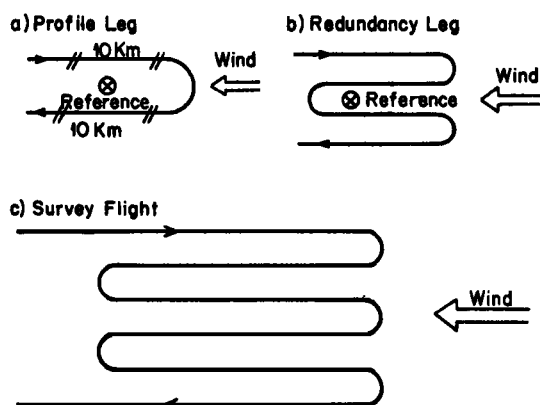 a) Profile Leg
10 Km
Reference
10 Km
Wind
b) Redundancy Leg
Reference
Wind
c) Survey Flight
Wind